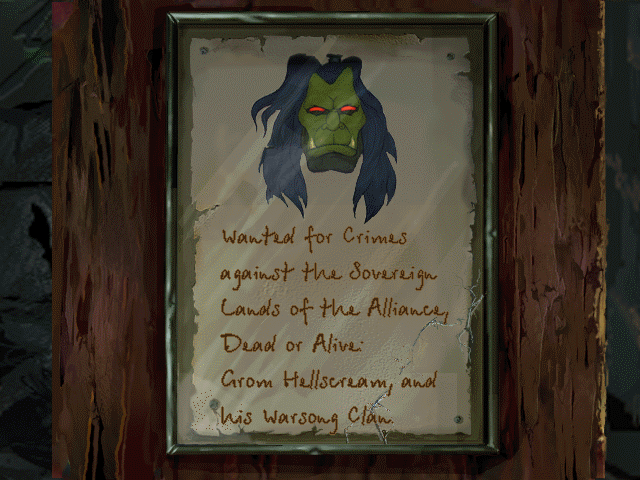 Wanted for Crimes
against the Sovereign
Lands of the Alliance,
Dead or Alive:
Grom Hellscream, and
his Warsong Clan